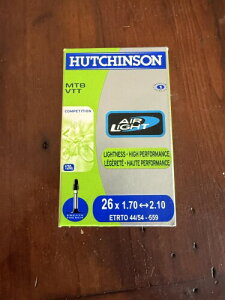 HUTCHINSON
MTB
VTT
COMPETITION
AIR
LIGHT
LIGHTNESS - HIGH PERFORMANCE
LÉGÈRETÉ - HAUTE PERFORMANCE
26 x 1.70 ↔ 2.10
ETRTO 44/54 - 559